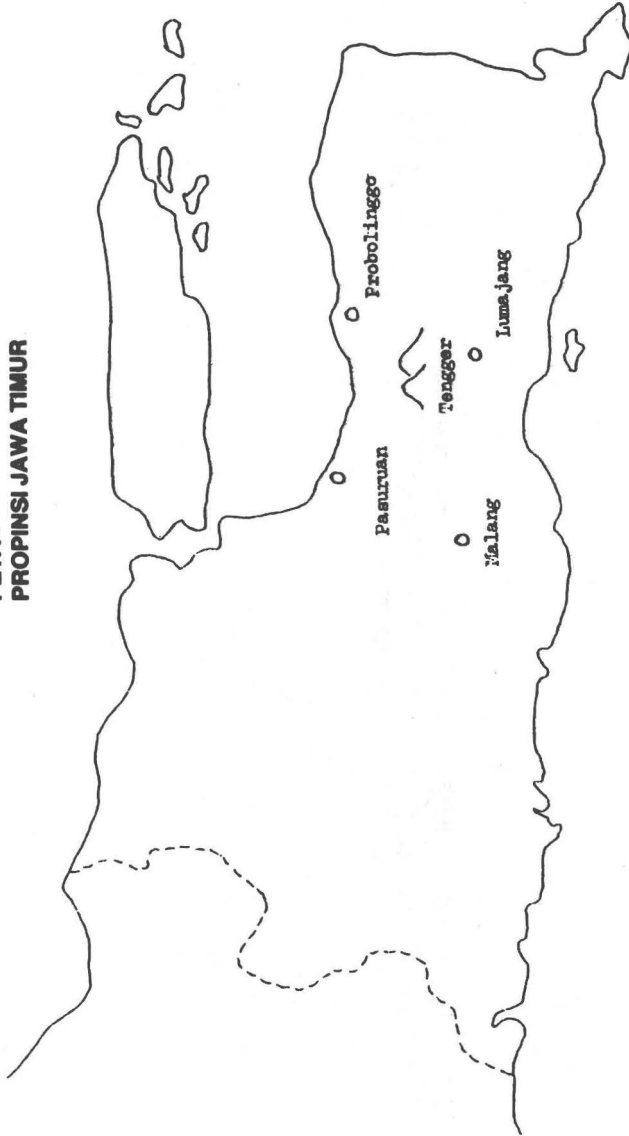 PROPINSI JAWA TIMUR
Probolinggo
Pasuruan
Tengger
Lumajang
Malang